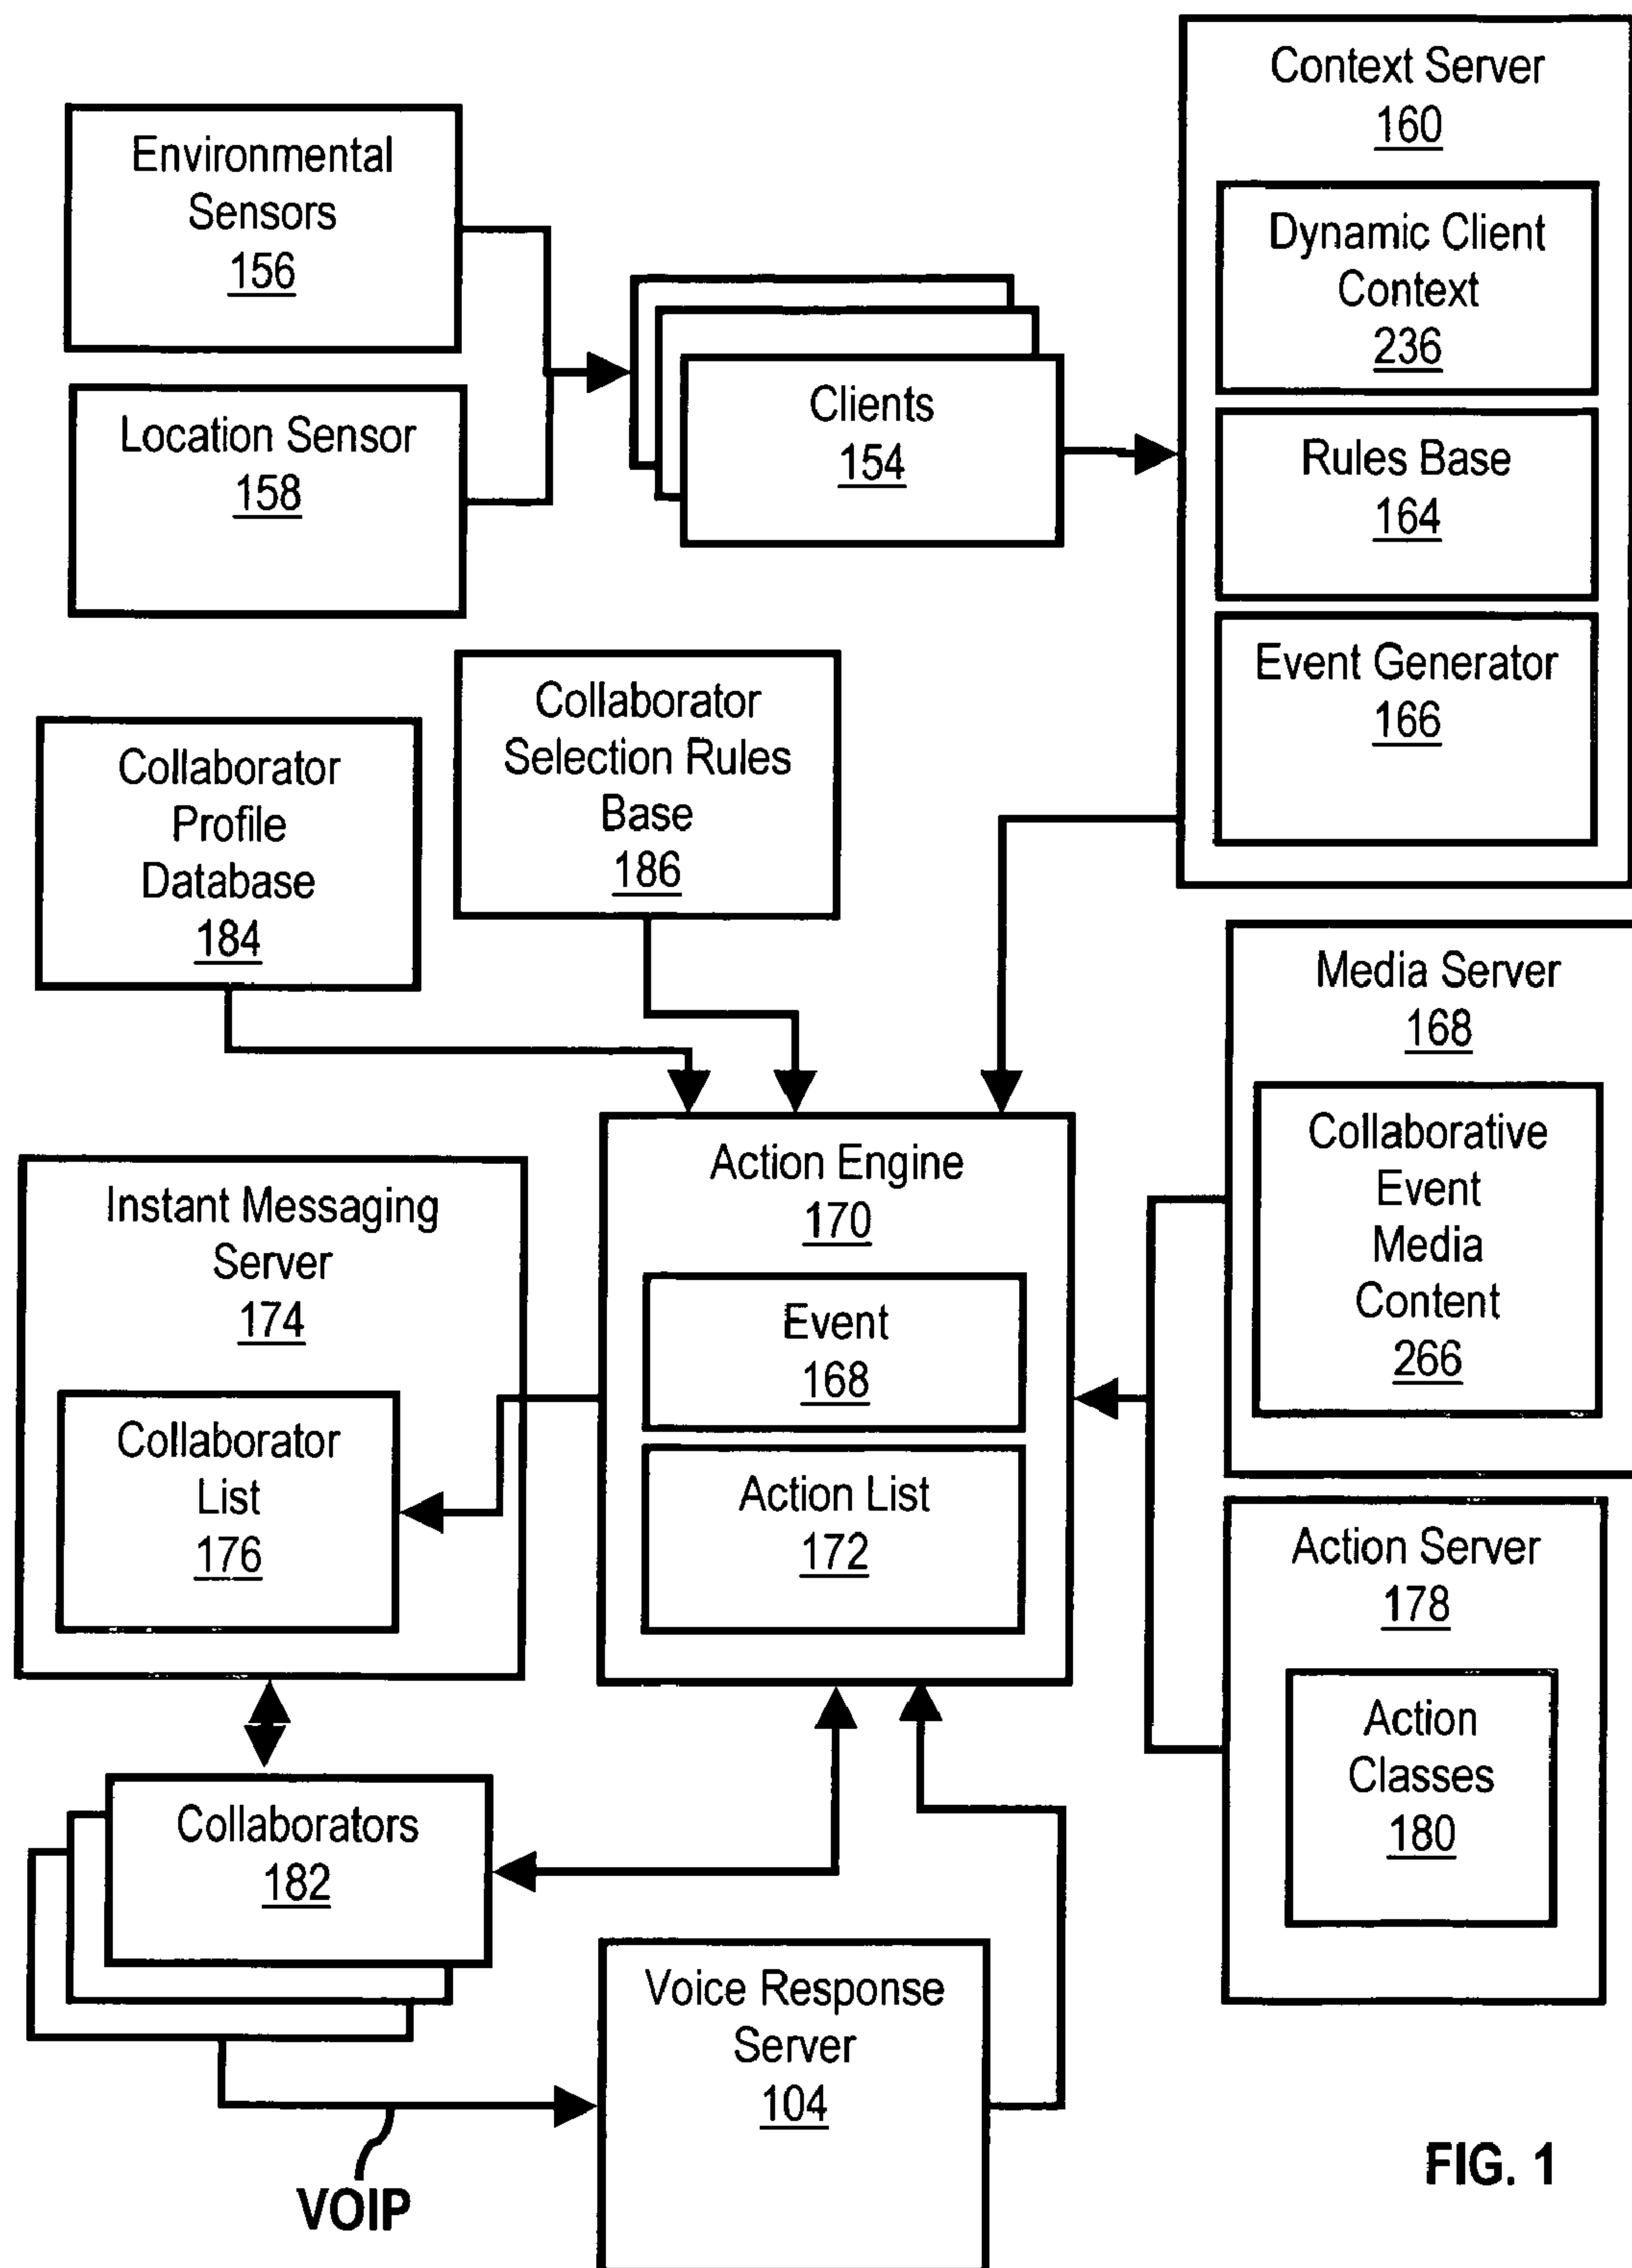 Environmental
Sensors
156
Location Sensor
158
Clients
154
Context Server
160
Dynamic Client
Context
236
Rules Base
164
Event Generator
166
Collaborator
Profile
Database
184
Collaborator
Selection Rules
Base
186
Media Server
168
Collaborative
Event
Media
Content
266
Instant Messaging
Server
174
Collaborator
List
176
Action Engine
170
Event
168
Action List
172
Action Server
178
Action
Classes
180
Collaborators
182
Voice Response
Server
104
VOIP
FIG. 1